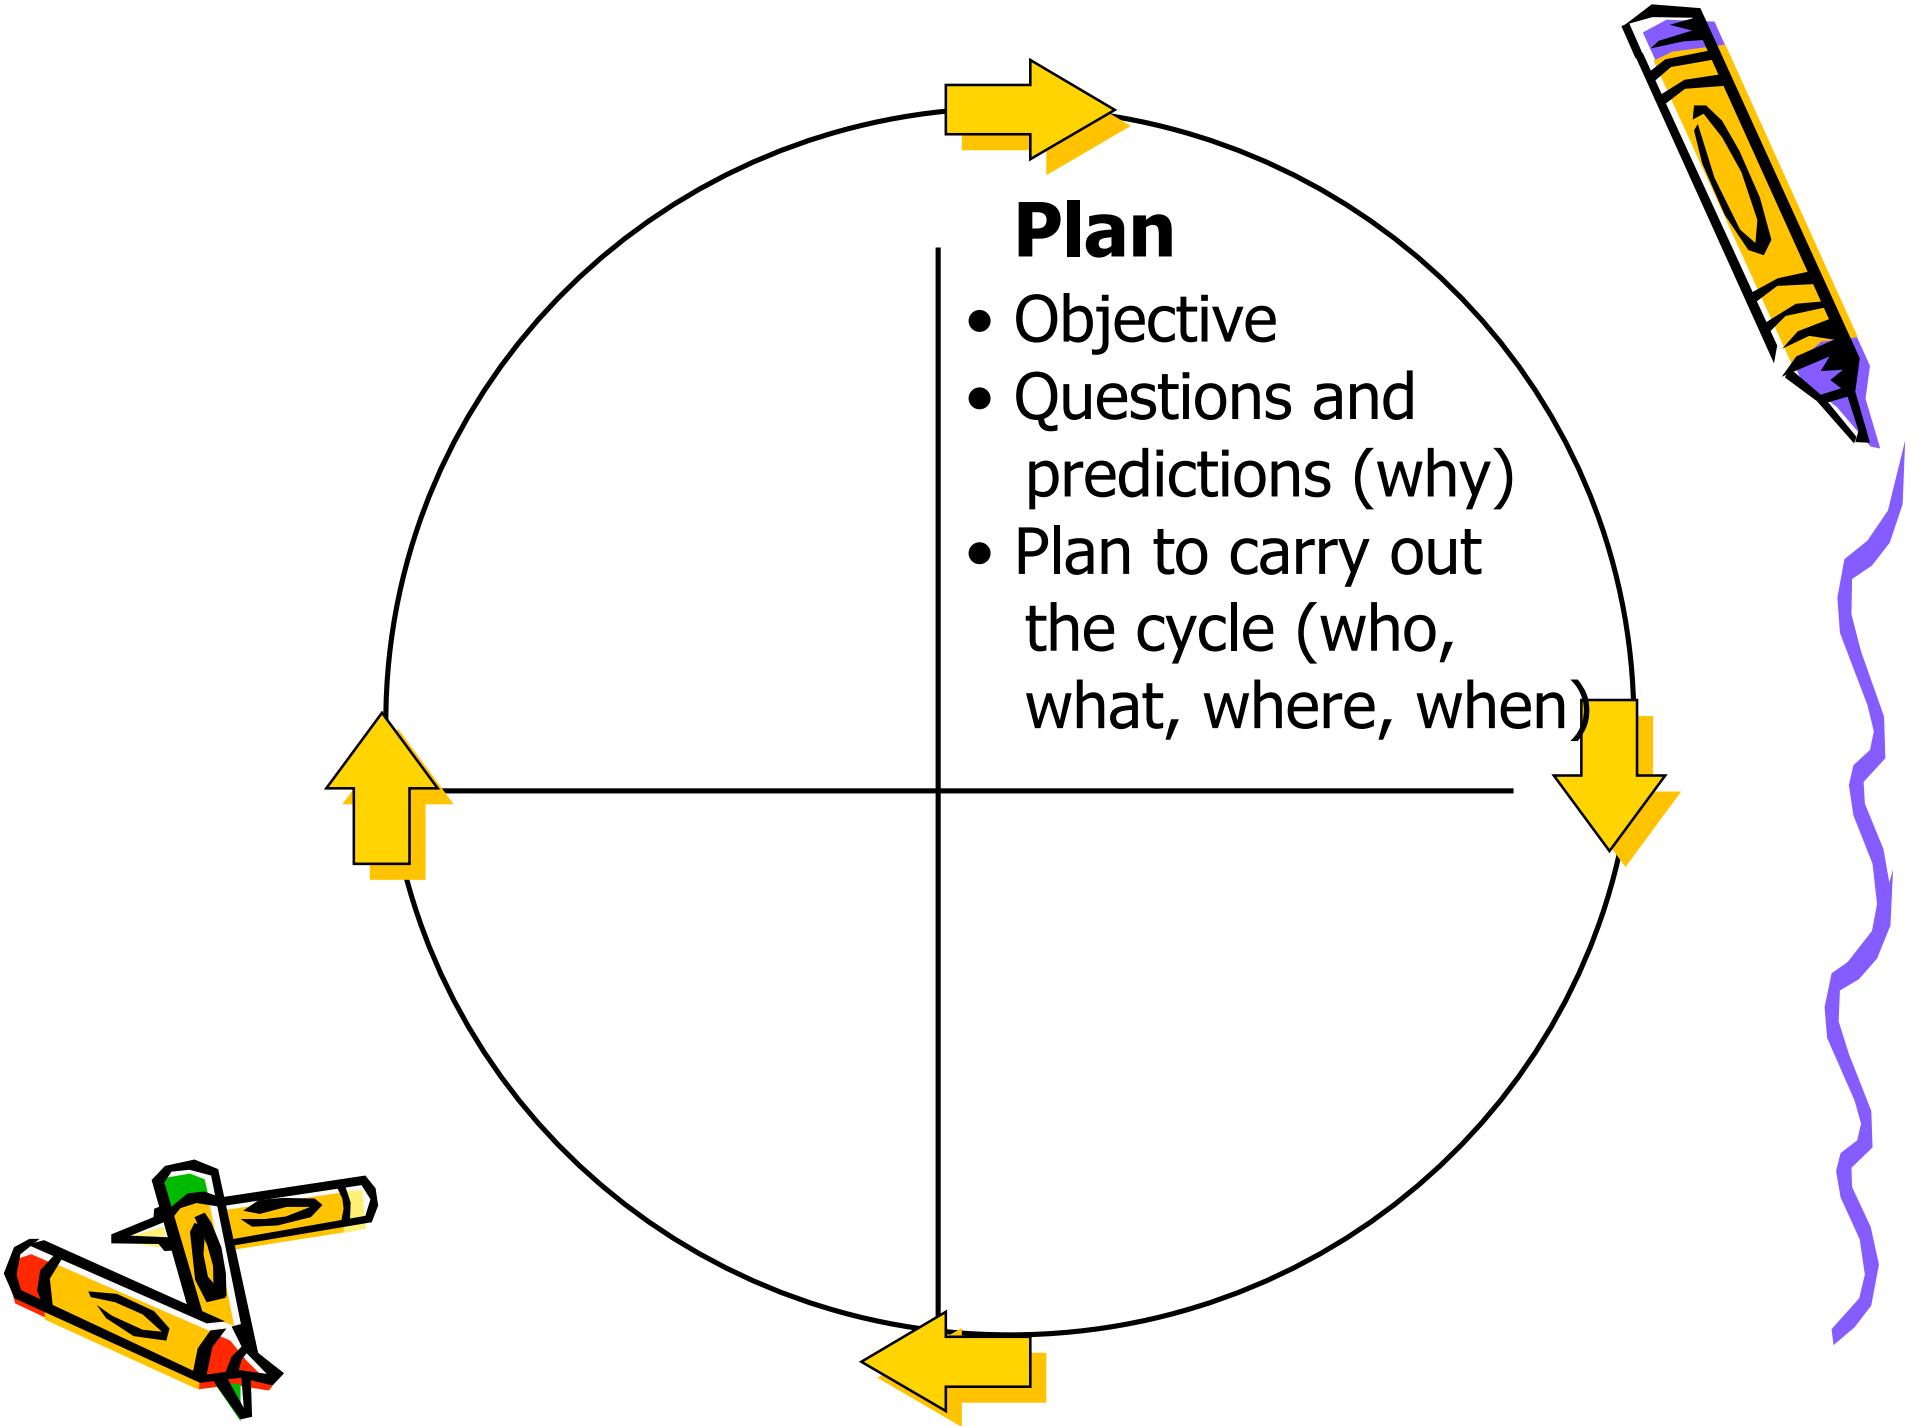 Plan
• Objective
• Questions and
predictions (why)
• Plan to carry out
the cycle (who,
what, where, when)